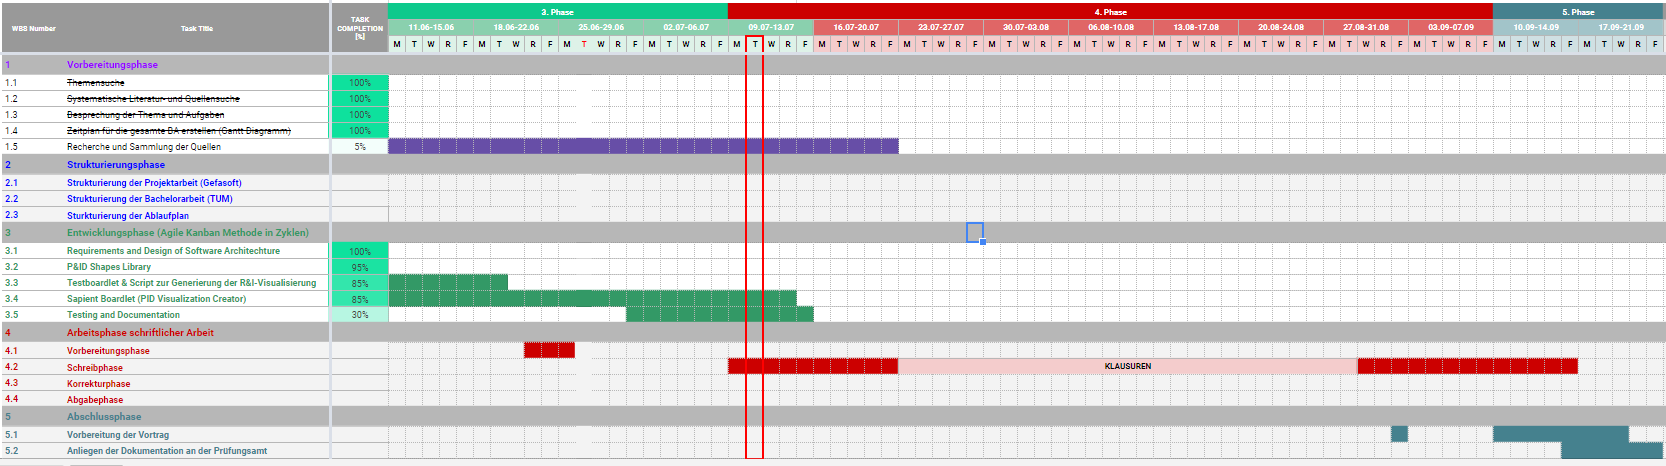 3. Phase 4. Phase 5. Phase
WBS Number Task Title TASK COMPLETION [%] 11.06-15.06 18.06-22.06 25.06-29.06 02.07-06.07 09.07-13.07 16.07-20.07 23.07-27.07 30.07-03.08 06.08-10.08 13.08-17.08 20.08-24.08 27.08-31.08 03.09-07.09 10.09-14.09 17.09-21.09
M T W R F M T W R F M T W R F M T W R F M T W R F M T W R F M T W R F M T W R F M T W R F M T W R F M T W R F M T W R F M T W R F M T W R F M T W R F
1 Vorbereitungsphase
1.1 Themensuche 100%
1.2 Systematische Literatur- und Quellensuche 100%
1.3 Besprechung der Thema und Aufgaben 100%
1.4 Zeitplan für die gesamte BA erstellen (Gantt Diagramm) 100%
1.5 Recherche und Sammlung der Quellen 5%
2 Strukturierungsphase
2.1 Strukturierung der Projektarbeit (Gefasoft)
2.2 Strukturierung der Bachelorarbeit (TUM)
2.3 Sturkturierung der Ablaufplan
3 Entwicklungsphase (Agile Kanban Methode in Zyklen)
3.1 Requirements and Design of Software Architechture 100%
3.2 P&ID Shapes Library 95%
3.3 Testboardlet & Script zur Generierung der R&I-Visualisierung 85%
3.4 Sapient Boardlet (PID Visualization Creator) 85%
3.5 Testing and Documentation 30%
4 Arbeitsphase schriftlicher Arbeit
4.1 Vorbereitungsphase
4.2 Schreibphase KLAUSUREN
4.3 Korrekturphase
4.4 Abgabephase
5 Abschlussphase
5.1 Vorbereitung der Vortrag
5.2 Anliegen der Dokumentation an der Prüfungsamt